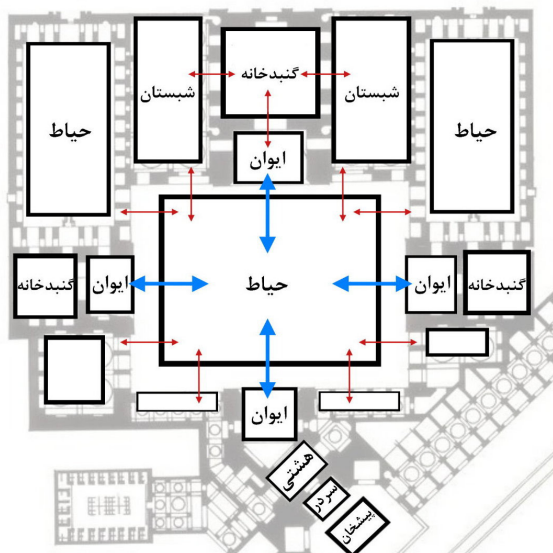 شبستان
گنبدخانه
شبستان
حیاط
حیاط
ایوان
گنبدخانه
ایوان
حیاط
ایوان
گنبدخانه
ایوان
هشتی
سردر
پیشخان